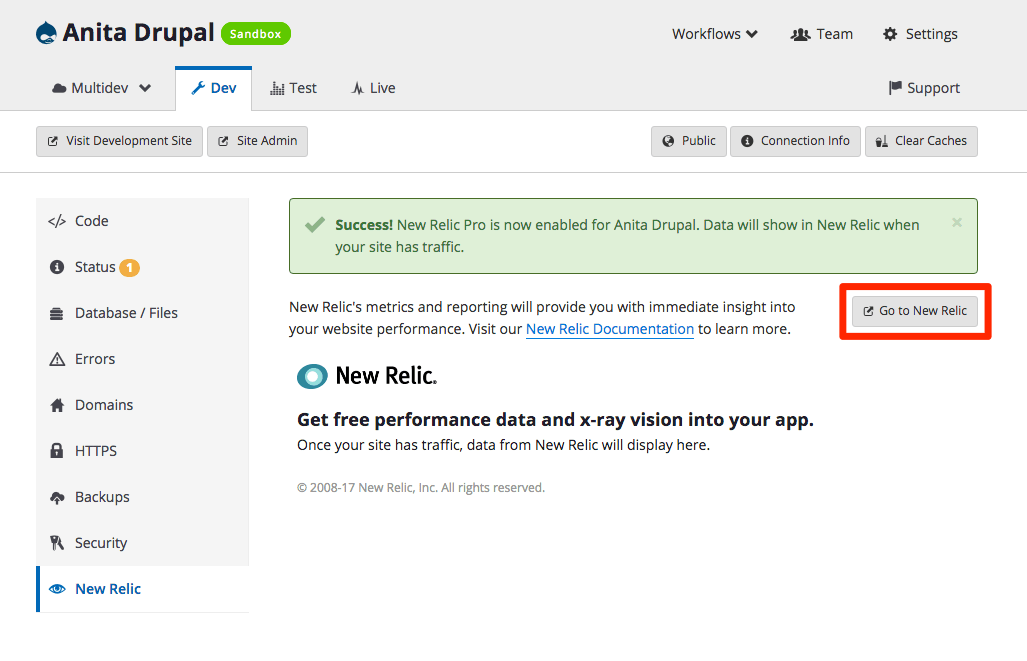 Anita Drupal Sandbox
Workflows Team Settings
Multidev Dev Test Live Support
Visit Development Site Site Admin Public Connection Info Clear Caches
Code
Status 1
Database / Files
Errors
Domains
HTTPS
Backups
Security
New Relic
Success! New Relic Pro is now enabled for Anita Drupal. Data will show in New Relic when
your site has traffic.
New Relic's metrics and reporting will provide you with immediate insight into
your website performance. Visit our New Relic Documentation to learn more.
Go to New Relic
New Relic.
Get free performance data and x-ray vision into your app.
Once your site has traffic, data from New Relic will display here.
© 2008-17 New Relic, Inc. All rights reserved.